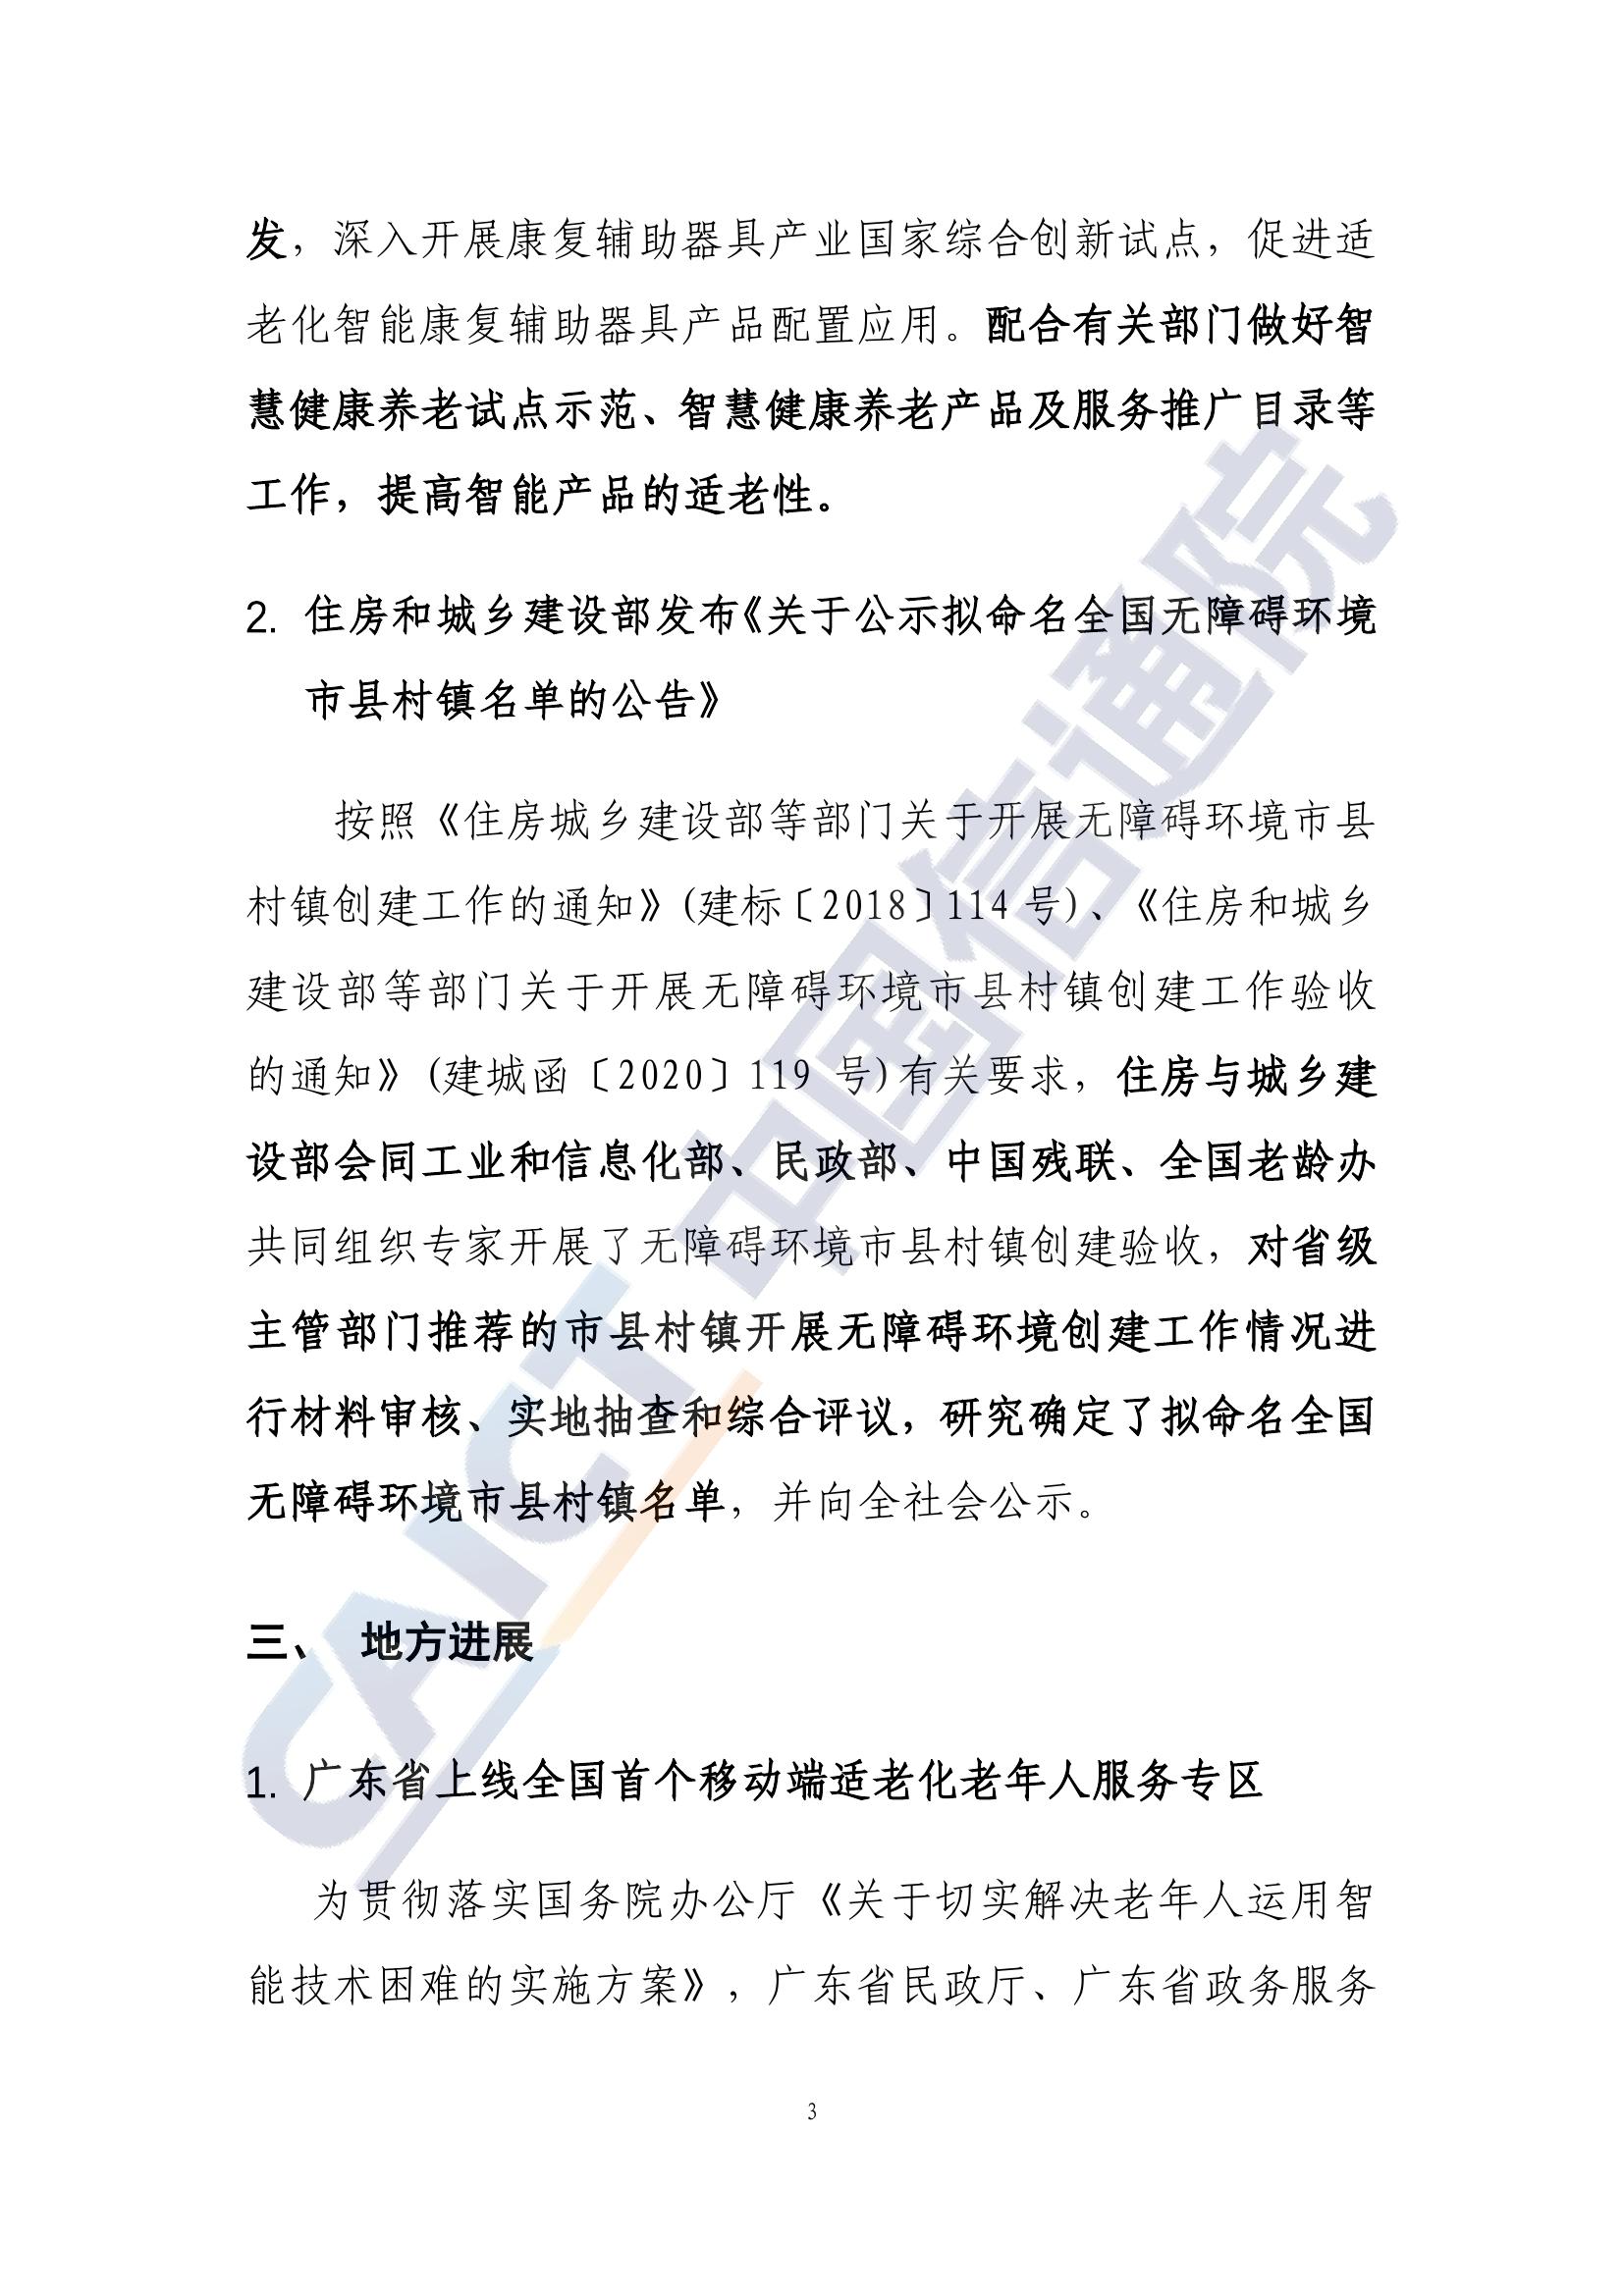 发，深入开展康复辅助器具产业国家综合创新试点，促进适
老化智能康复辅助器具产品配置应用。配合有关部门做好智
慧健康养老试点示范、智慧健康养老产品及服务推广目录等
工作，提高智能产品的适老性。
2. 住房和城乡建设部发布《关于公示拟命名全国无障碍环境
市县村镇名单的公告》
按照《住房城乡建设部等部门关于开展无障碍环境市县
村镇创建工作的通知》(建标〔2018〕114 号)、《住房和城乡
建设部等部门关于开展无障碍环境市县村镇创建工作验收
的通知》(建城函〔2020〕119 号)有关要求，住房与城乡建
设部会同工业和信息化部、民政部、中国残联、全国老龄办
共同组织专家开展了无障碍环境市县村镇创建验收，对省级
主管部门推荐的市县村镇开展无障碍环境创建工作情况进
行材料审核、实地抽查和综合评议，研究确定了拟命名全国
无障碍环境市县村镇名单，并向全社会公示。
三、 地方进展
1. 广东省上线全国首个移动端适老化老年人服务专区
为贯彻落实国务院办公厅《关于切实解决老年人运用智
能技术困难的实施方案》，广东省民政厅、广东省政务服务
3
CAICT 中国信通院